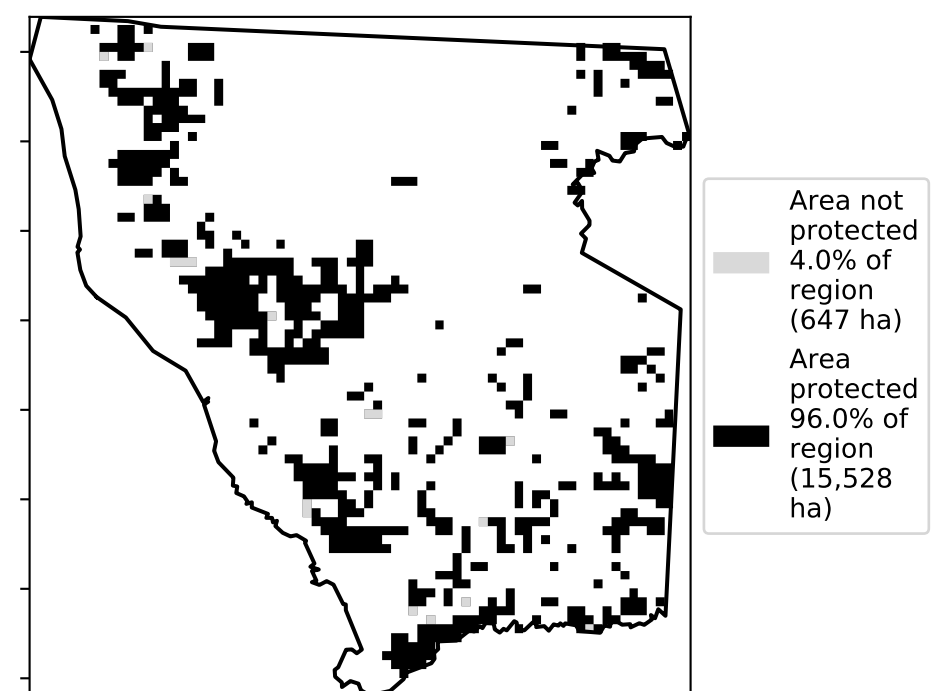 Area not
protected
4.0% of
region
(647 ha)
Area
protected
96.0% of
region
(15,528
ha)